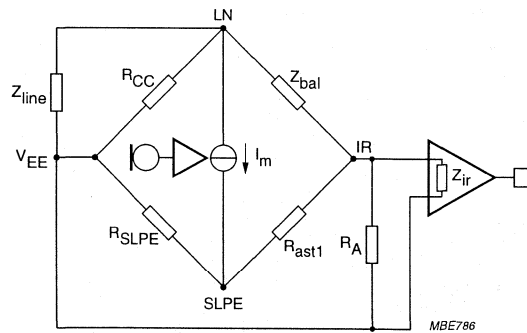 LN
R_CC
Z_bal
Z_line
V_EE
I_m
IR
Z_ir
R_SLPE
R_ast1
R_A
SLPE
MBE786